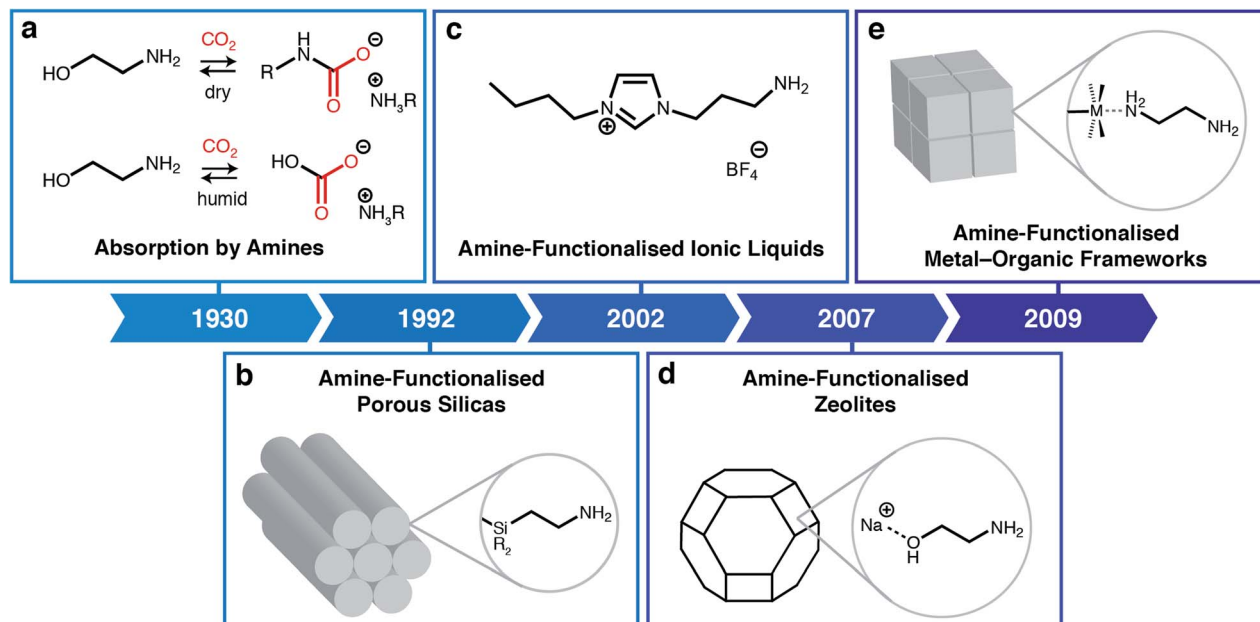 a
HO NH₂ CO₂ dry H N R O⊖ O ⊕NH₃R
HO NH₂ CO₂ humid HO O⊖ O ⊕NH₃R
Absorption by Amines
c
N⊕ N NH₂
BF₄⊖
Amine-Functionalised Ionic Liquids
e
M H₂N NH₂
Amine-Functionalised
Metal–Organic Frameworks
1930 1992 2002 2007 2009
b
Amine-Functionalised
Porous Silicas
Si NH₂
R₂
d
Amine-Functionalised
Zeolites
Na⊕ O NH₂
H